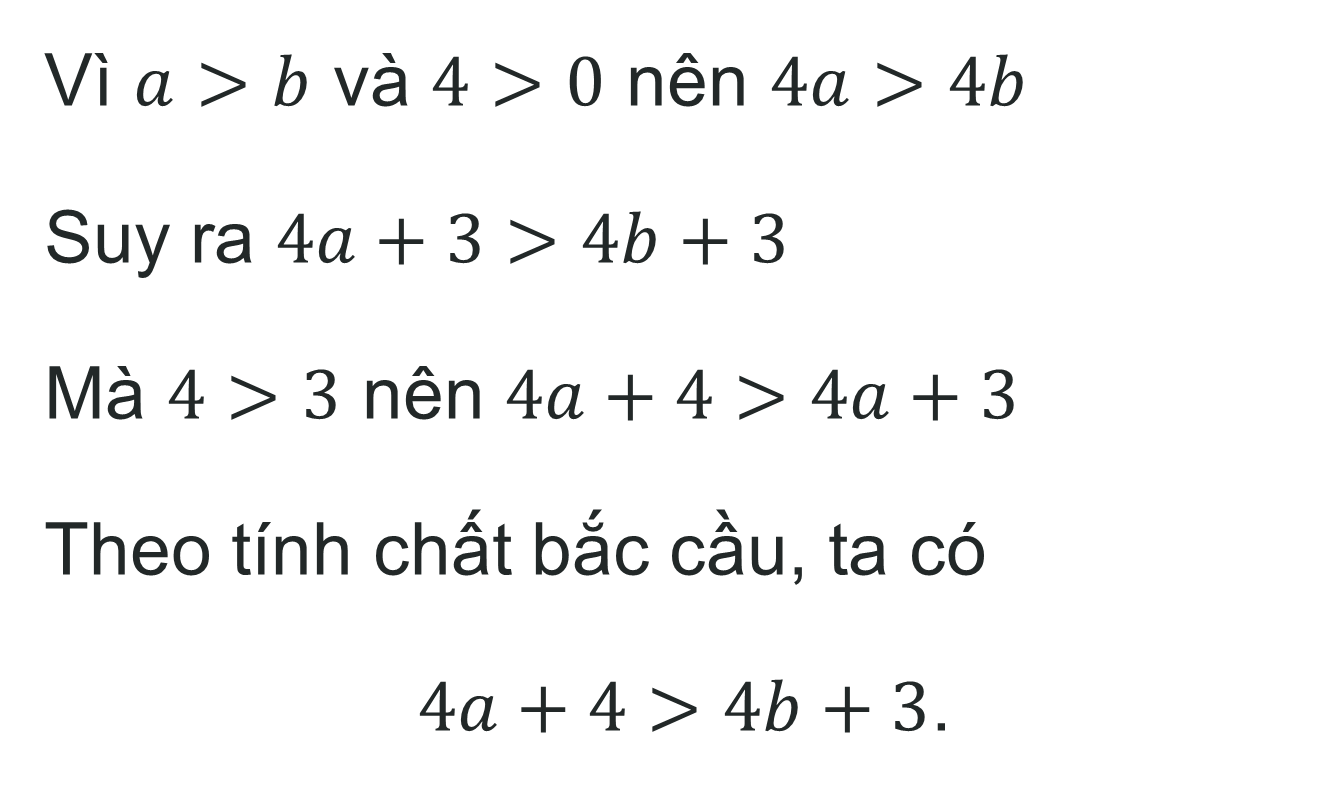 Vì 𝑎 > 𝑏 và 4 > 0 nên 4𝑎 > 4𝑏
Suy ra 4𝑎 + 3 > 4𝑏 + 3
Mà 4 > 3 nên 4𝑎 + 4 > 4𝑎 + 3
Theo tính chất bắc cầu, ta có
4𝑎 + 4 > 4𝑏 + 3.